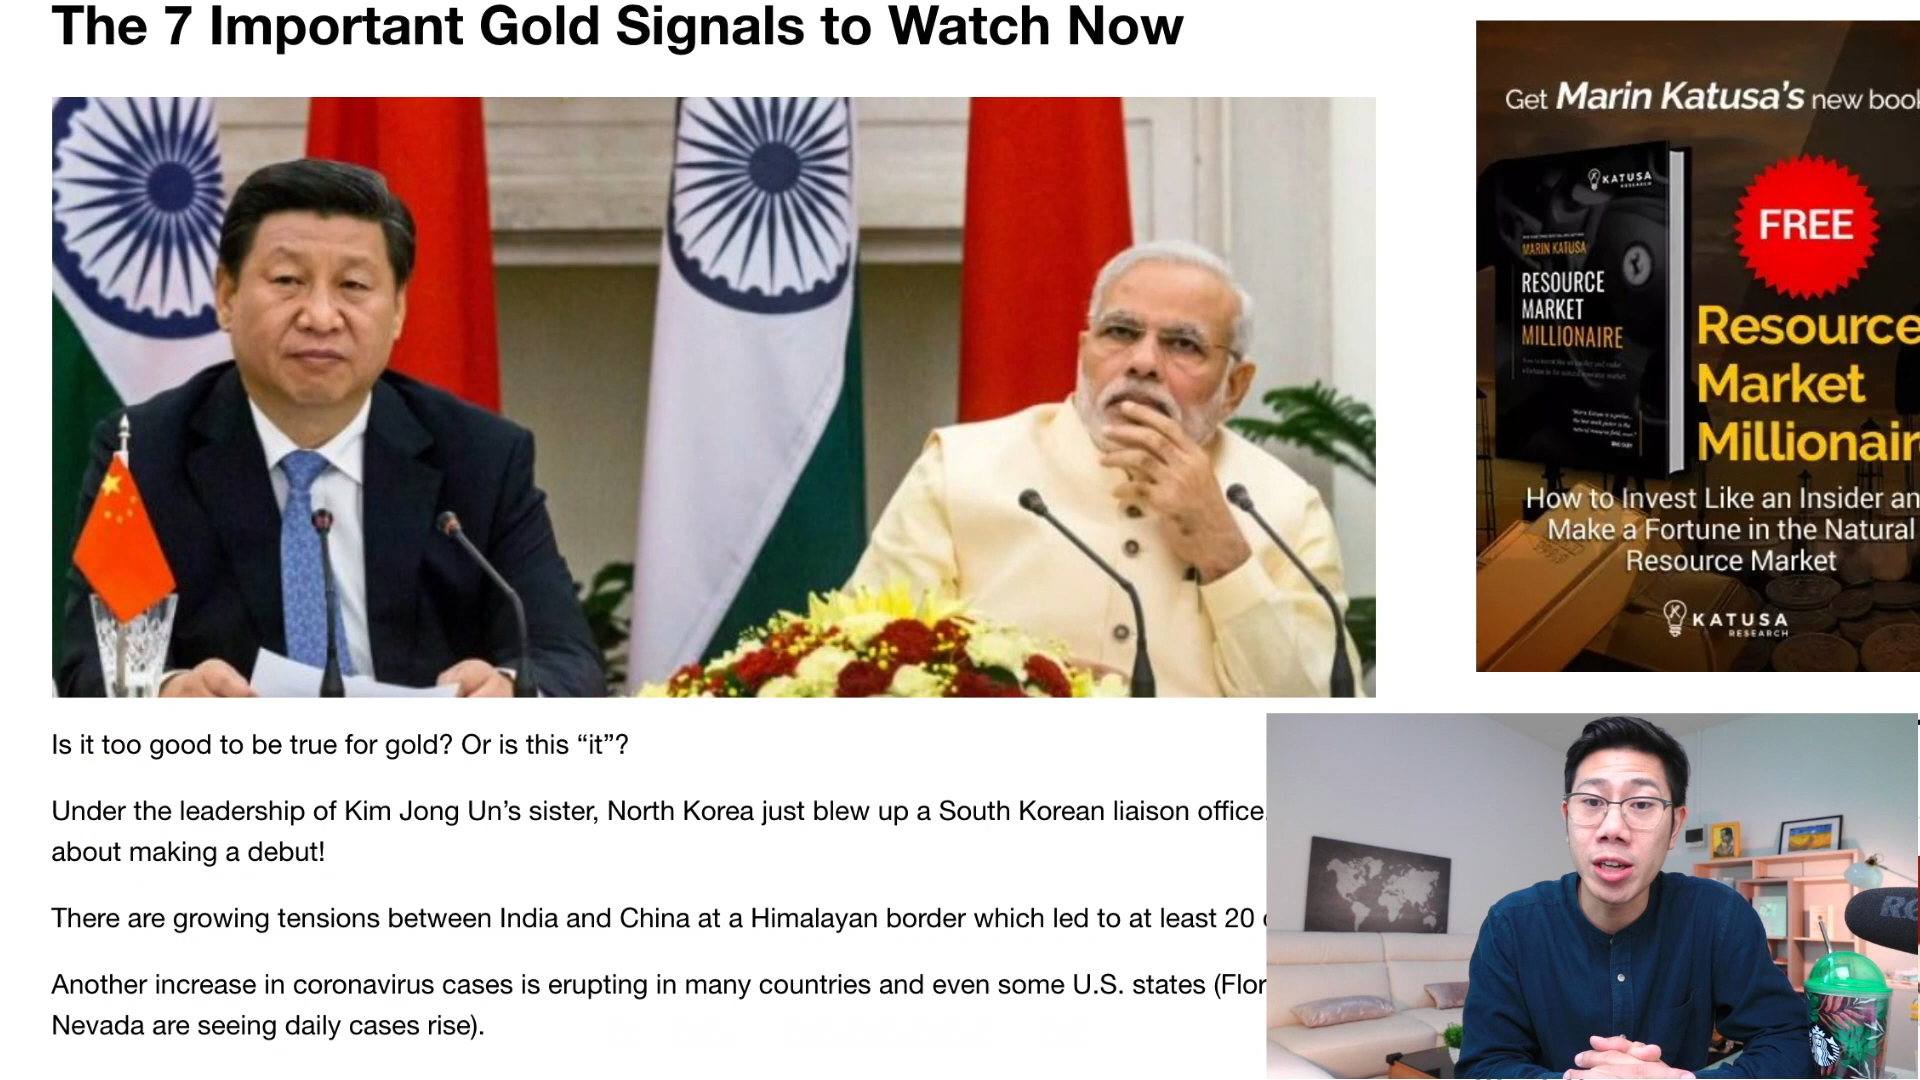 The 7 Important Gold Signals to Watch Now
Get Marin Katusa's new
KATUSA
RESEARCH
MARIN KATUSA
RESOURCE
MARKET
MILLIONAIRE
FREE
Resource
Market
How to Invest Like an Insider
Make a Fortune in the Natural
Resource Market
KATUSA
RESEARCH
Is it too good to be true for gold? Or is this “it”?
Under the leadership of Kim Jong Un’s sister, North Korea just blew up a South Korean liaison office.
about making a debut!
There are growing tensions between India and China at a Himalayan border which led to at least 20
Another increase in coronavirus cases is erupting in many countries and even some U.S. states
Nevada are seeing daily cases rise).